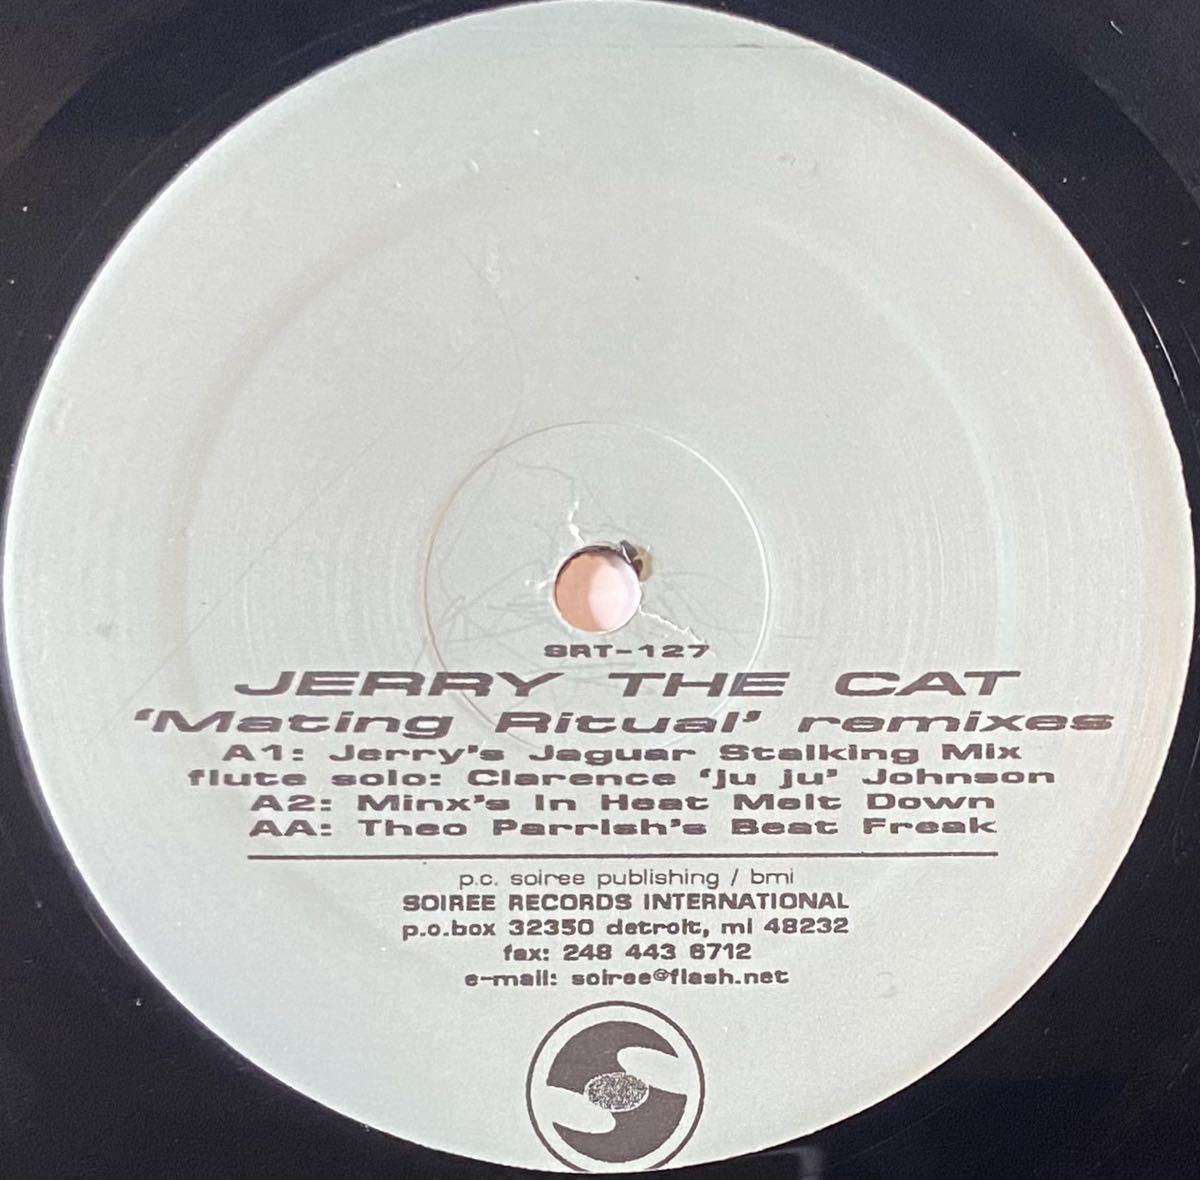 SRT-127
JERRY THE CAT
'Mating Ritual' remixes
A1: Jerry's Jaguar Stalking Mix
flute solo: Clarence 'ju ju' Johnson
A2: Minx's In Heat Melt Down
AA: Theo Parrish's Beat Freak
p.c. soiree publishing / bmi
SOIREE RECORDS INTERNATIONAL
p.o.box 32350 detroit, mi 48232
fax: 248 443 6712
e-mail: soiree@flash.net